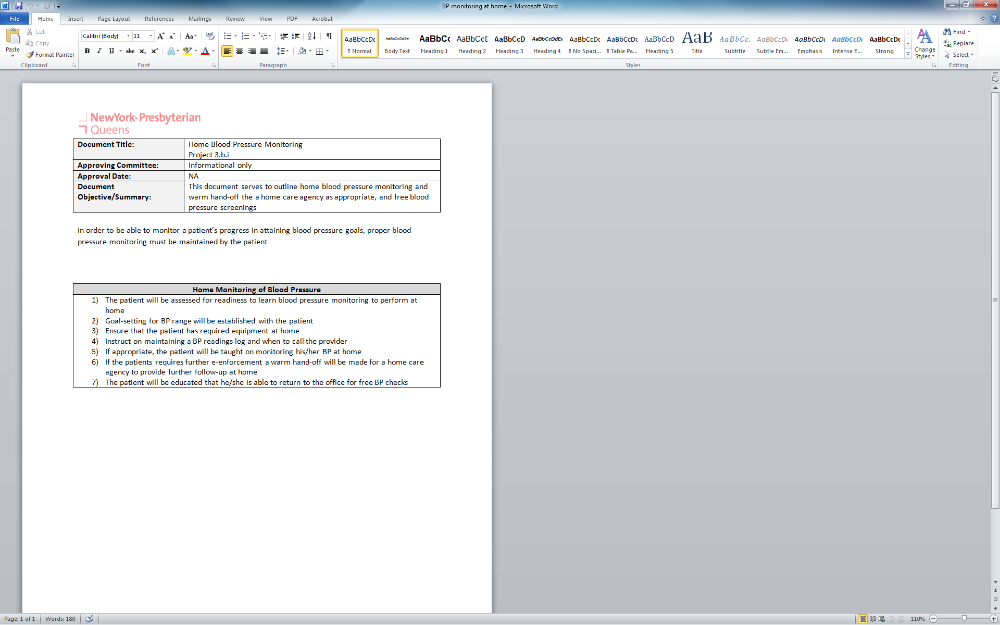 BP monitoring at home - Microsoft Word
File Home Insert Page Layout References Mailings Review View PDF Acrobat
Paste
Cut
Copy
Format Painter
Clipboard
Calibri (Body) 11
Font
Paragraph
AaBbCcDc AaBbCcDdEe AaBbCc AaBbCcD AaBbCcD AaBbCcDdEe AaBbCcDc AaBbCcDc AaBbCcD AaB AaBbCc. AaBbCcDc AaBbCcDc AaBbCcDc AaBbCcDc
¶ Normal Body Text Heading 1 Heading 2 Heading 3 Heading 4 ¶ No Spaci... ¶ Table Pa... Heading 5 Title Subtitle Subtle Em... Emphasis Intense E... Strong
Styles
Change
Styles
Find
Replace
Select
Editing
NewYork-Presbyterian
Queens
Document Title: Home Blood Pressure Monitoring
Project 3.b.i
Approving Committee: Informational only
Approval Date: NA
Document This document serves to outline home blood pressure monitoring and
Objective/Summary: warm hand-off the a home care agency as appropriate, and free blood
pressure screenings
In order to be able to monitor a patient's progress in attaining blood pressure goals, proper blood
pressure monitoring must be maintained by the patient
Home Monitoring of Blood Pressure
1) The patient will be assessed for readiness to learn blood pressure monitoring to perform at
home
2) Goal-setting for BP range will be established with the patient
3) Ensure that the patient has required equipment at home
4) Instruct on maintaining a BP readings log and when to call the provider
5) If appropriate, the patient will be taught on monitoring his/her BP at home
6) If the patients requires further e-enforcement a warm hand-off will be made for a home care
agency to provide further follow-up at home
7) The patient will be educated that he/she is able to return to the office for free BP checks
Page: 1 of 1 Words: 180 110%